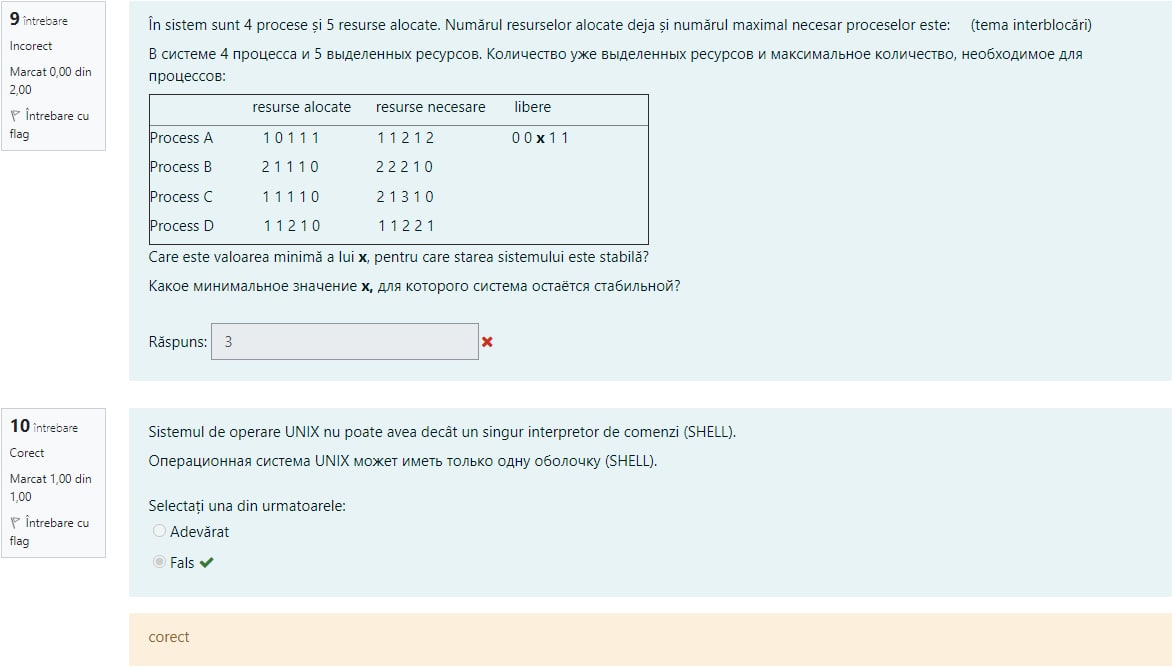 9 Întrebare
Incorect
Marcat 0,00 din
2,00
Întrebare cu
flag
În sistem sunt 4 procese și 5 resurse alocate. Numărul resurselor alocate deja și numărul maximal necesar proceselor este: (tema interblocări)
В системе 4 процесса и 5 выделенных ресурсов. Количество уже выделенных ресурсов и максимальное количество, необходимое для
процессов:
resurse alocate resurse necesare libere
Process A 1 0 1 1 1 1 1 2 1 2 0 0 x 1 1
Process B 2 1 1 1 0 2 2 2 1 0
Process C 1 1 1 1 0 2 1 3 1 0
Process D 1 1 2 1 0 1 1 2 2 1
Care este valoarea minimă a lui x, pentru care starea sistemului este stabilă?
Какое минимальное значение x, для которого система остаётся стабильной?
Răspuns: 3
10 Întrebare
Corect
Marcat 1,00 din
1,00
Întrebare cu
flag
Sistemul de operare UNIX nu poate avea decât un singur interpretor de comenzi (SHELL).
Операционная система UNIX может иметь только одну оболочку (SHELL).
Selectați una din urmatoarele:
Adevărat
Fals
corect